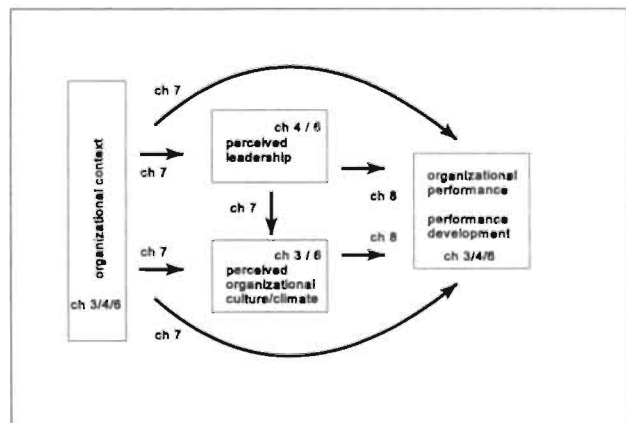 ch 7
organizational context
ch 3/4/6
ch 7
ch 4 / 6
perceived
leadership
ch 7
ch 7
ch 3 / 6
perceived
organizational
culture/climate
ch 7
ch 8
ch 8
organizational
performance
performance
development
ch 3/4/6